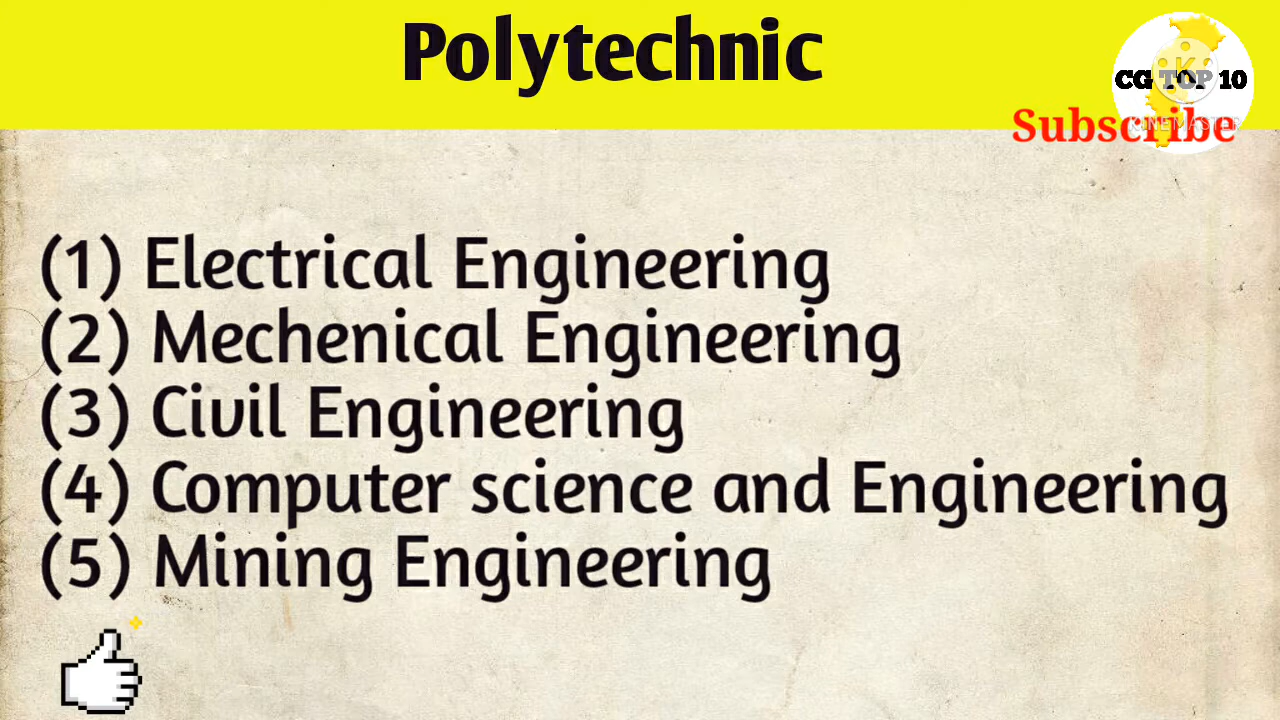 Polytechnic
CG TOP 10
Subscribe
KINEMASTER
(1) Electrical Engineering
(2) Mechenical Engineering
(3) Civil Engineering
(4) Computer science and Engineering
(5) Mining Engineering